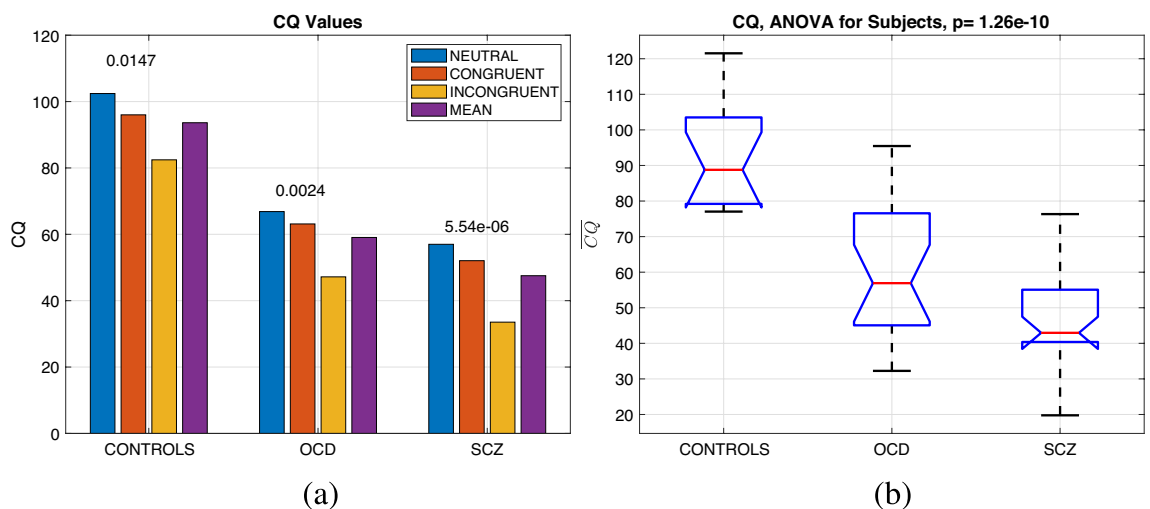 CQ Values
120
100
80
60
40
20
0
CQ
0.0147
0.0024
5.54e-06
NEUTRAL
CONGRUENT
INCONGRUENT
MEAN
CONTROLS OCD SCZ
(a)
CQ, ANOVA for Subjects, p= 1.26e-10
120
110
100
90
80
70
60
50
40
30
20
C̅Q̅
CONTROLS OCD SCZ
(b)